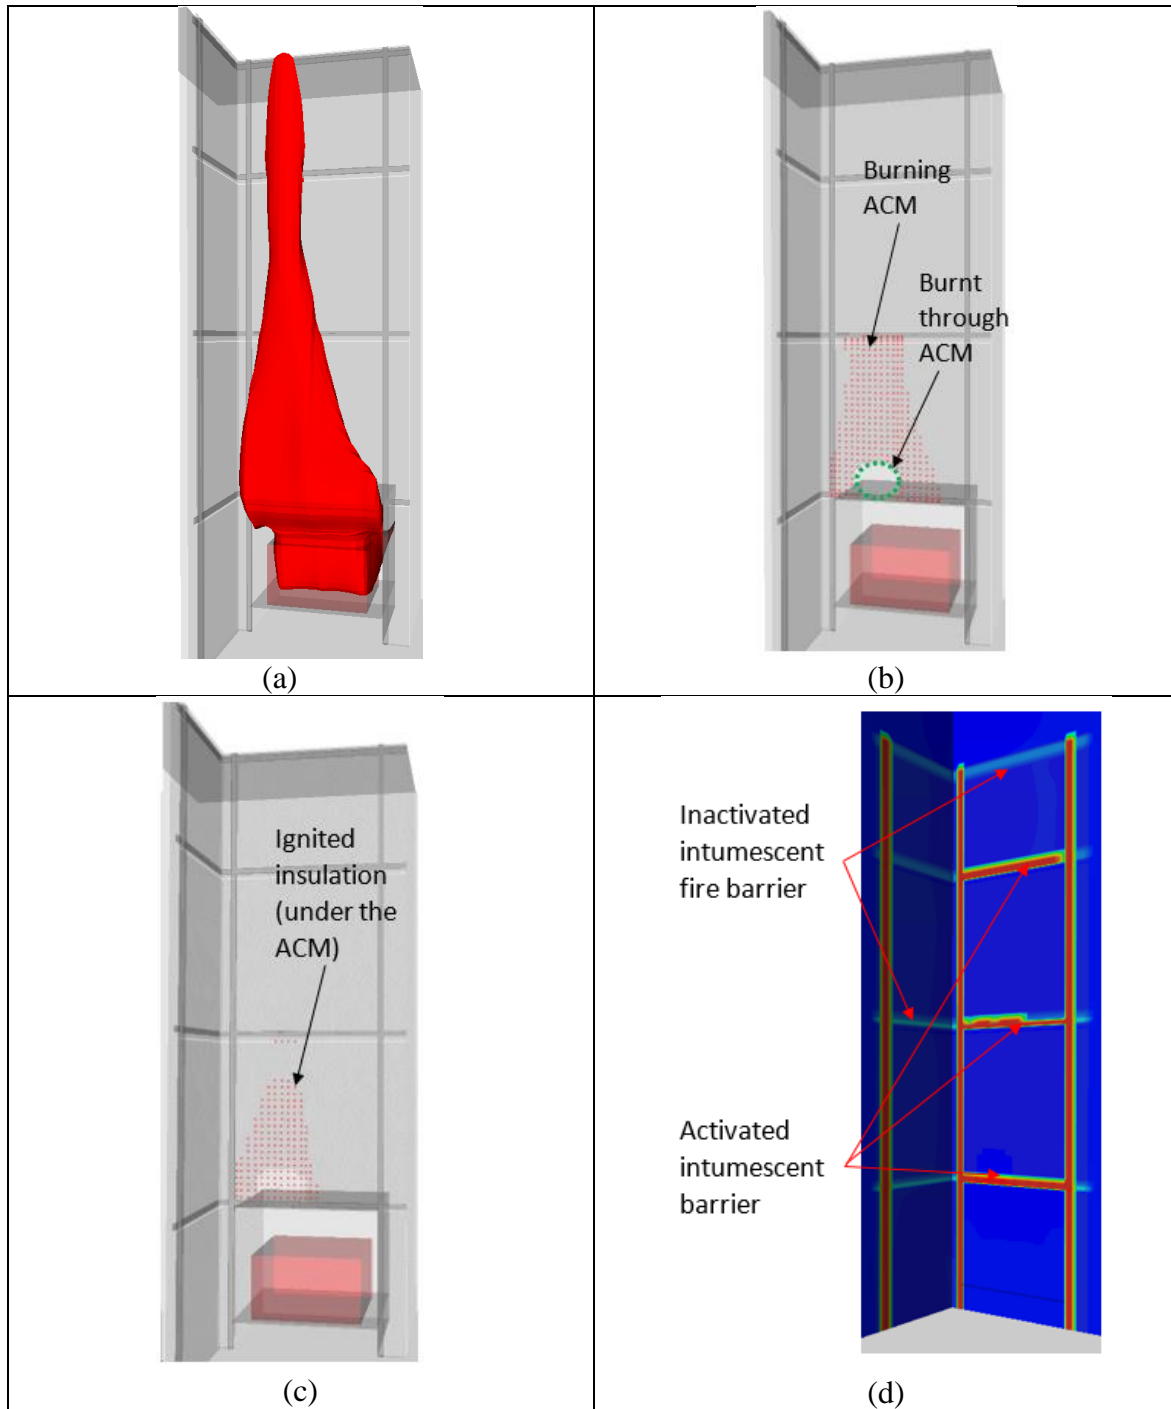 (a)
Burning
ACM
Burnt
through
ACM
(b)
Ignited
insulation
(under the
ACM)
(c)
Inactivated
intumescent
fire barrier
Activated
intumescent
barrier
(d)